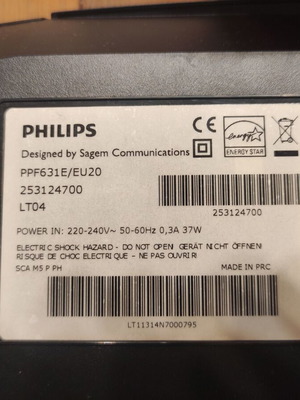 PHILIPS
CE
energy
ENERGY STAR
Designed by Sagem Communications
PPF631E/EU20
253124700
LT04
253124700
POWER IN: 220-240V~ 50-60Hz 0,3A 37W
ELECTRIC SHOCK HAZARD - DO NOT OPEN GERÄT NICHT ÖFFNEN!
RISQUE DE CHOC ELECTRIQUE - NE PAS OUVRIR!
SCA M5 P PH
MADE IN PRC
LT11314N7000795